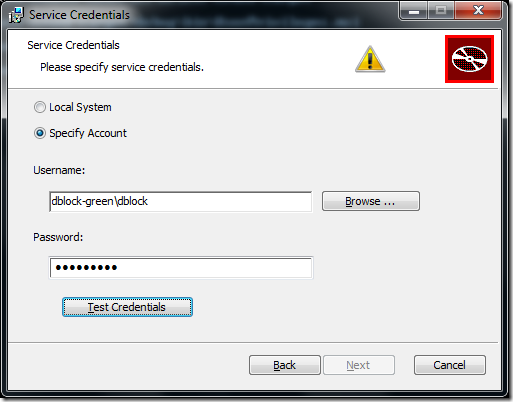 Service Credentials
Service Credentials
Please specify service credentials.
Local System
Specify Account
Username:
dblock-green\dblock
Browse ...
Password:
•••••••••
Test Credentials
Back
Next
Cancel